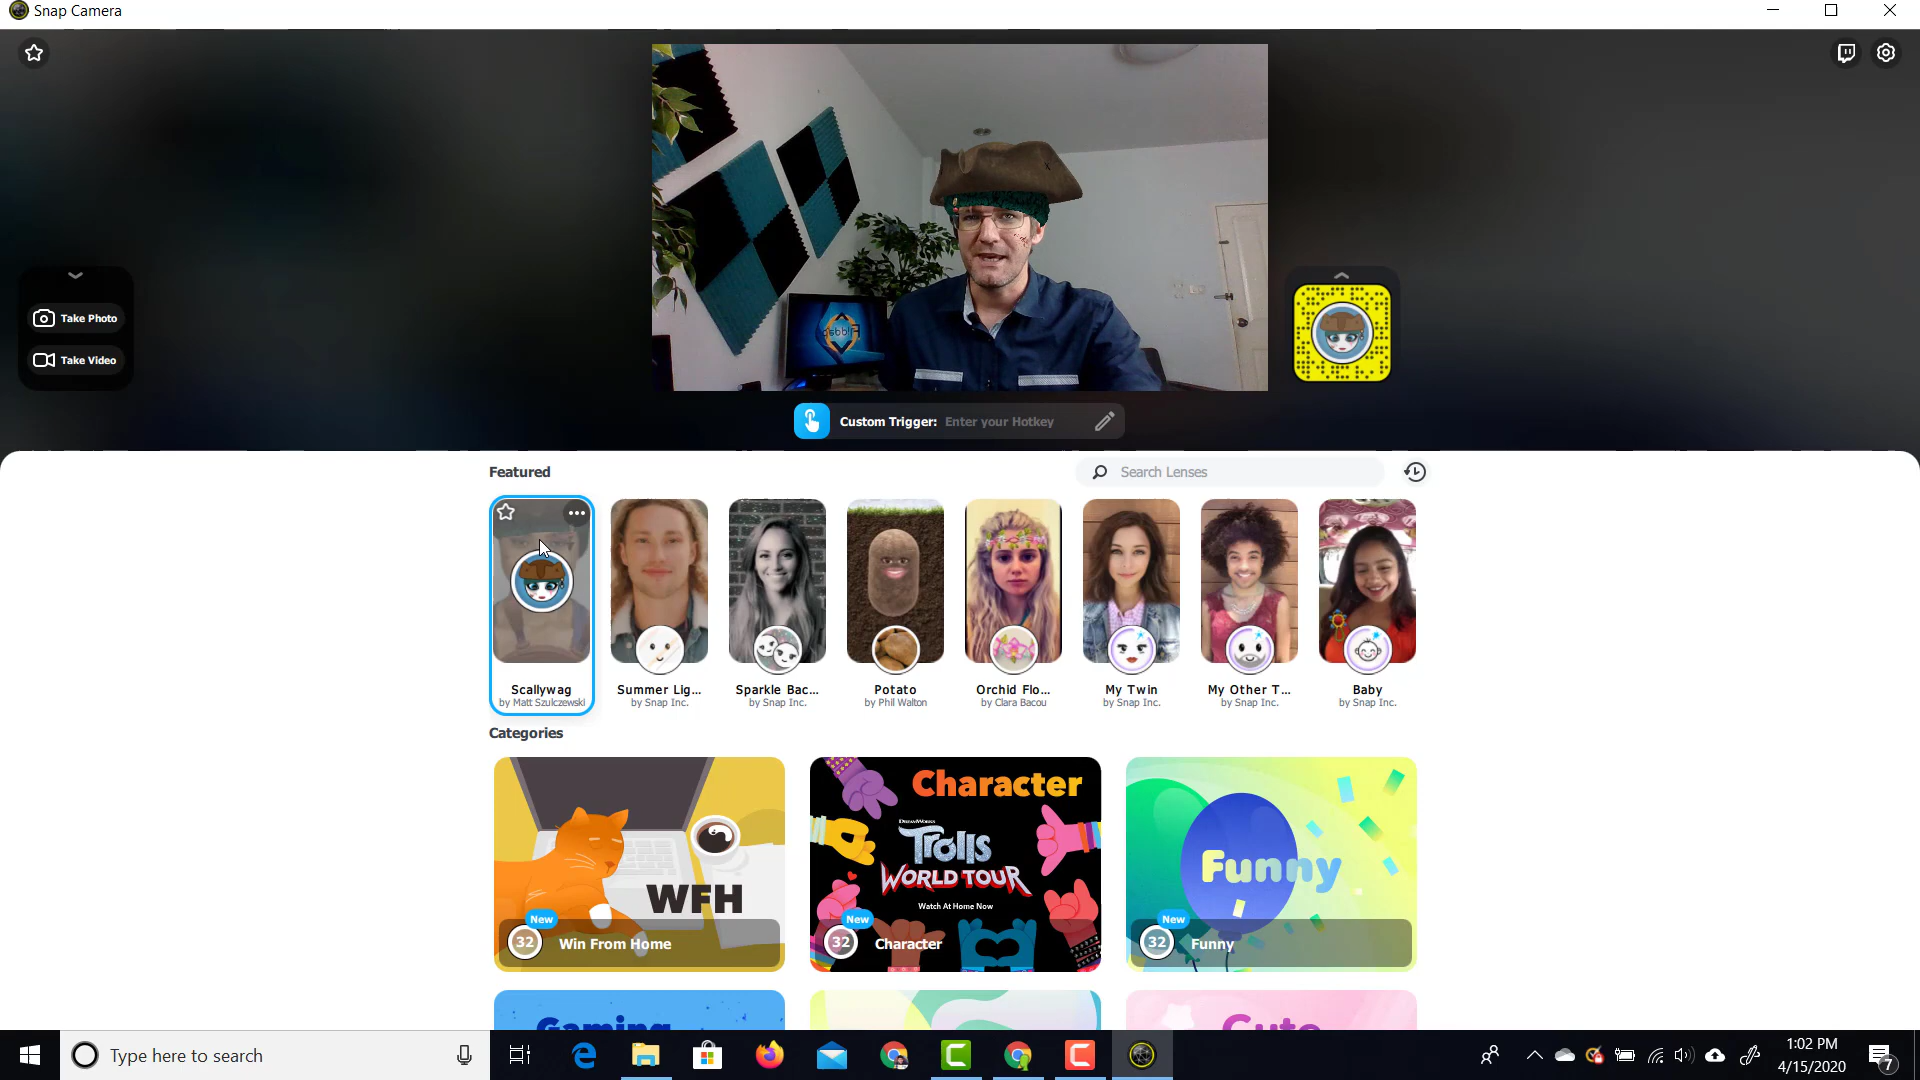 Snap Camera
Take Photo
Take Video
Custom Trigger: Enter your Hotkey
Featured
Search Lenses
Scallywag
by Matt Szulczewski
Summer Lig...
by Snap Inc.
Sparkle Bac...
by Snap Inc.
Potato
by Phil Walton
Orchid Flo...
by Clara Bacou
My Twin
by Snap Inc.
My Other T...
by Snap Inc.
Baby
by Snap Inc.
Categories
WFH
New
32
Win From Home
Character
DREAMWORKS
Trolls
WORLD TOUR
Watch At Home Now
New
32
Character
Funny
New
32
Funny
Gaming
Cute
Type here to search
1:02 PM
4/15/2020
7